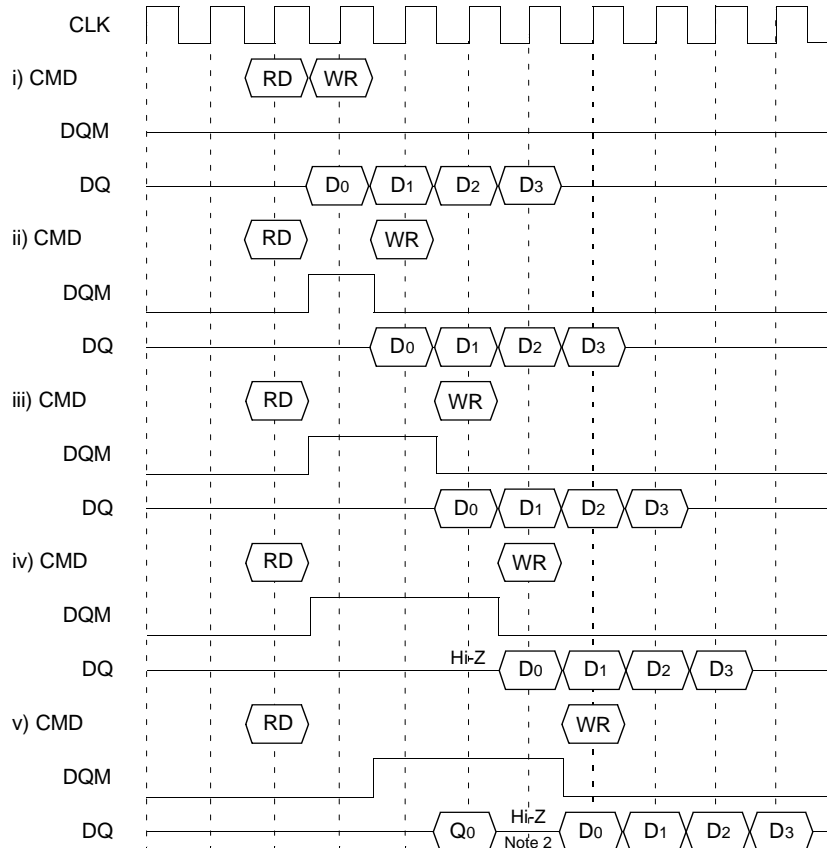 CLK
i) CMD RD WR
DQM
DQ D0 D1 D2 D3
ii) CMD RD WR
DQM
DQ D0 D1 D2 D3
iii) CMD RD WR
DQM
DQ D0 D1 D2 D3
iv) CMD RD WR
DQM
DQ Hi-Z D0 D1 D2 D3
v) CMD RD WR
DQM
DQ Q0 Hi-Z D0 D1 D2 D3
Note 2